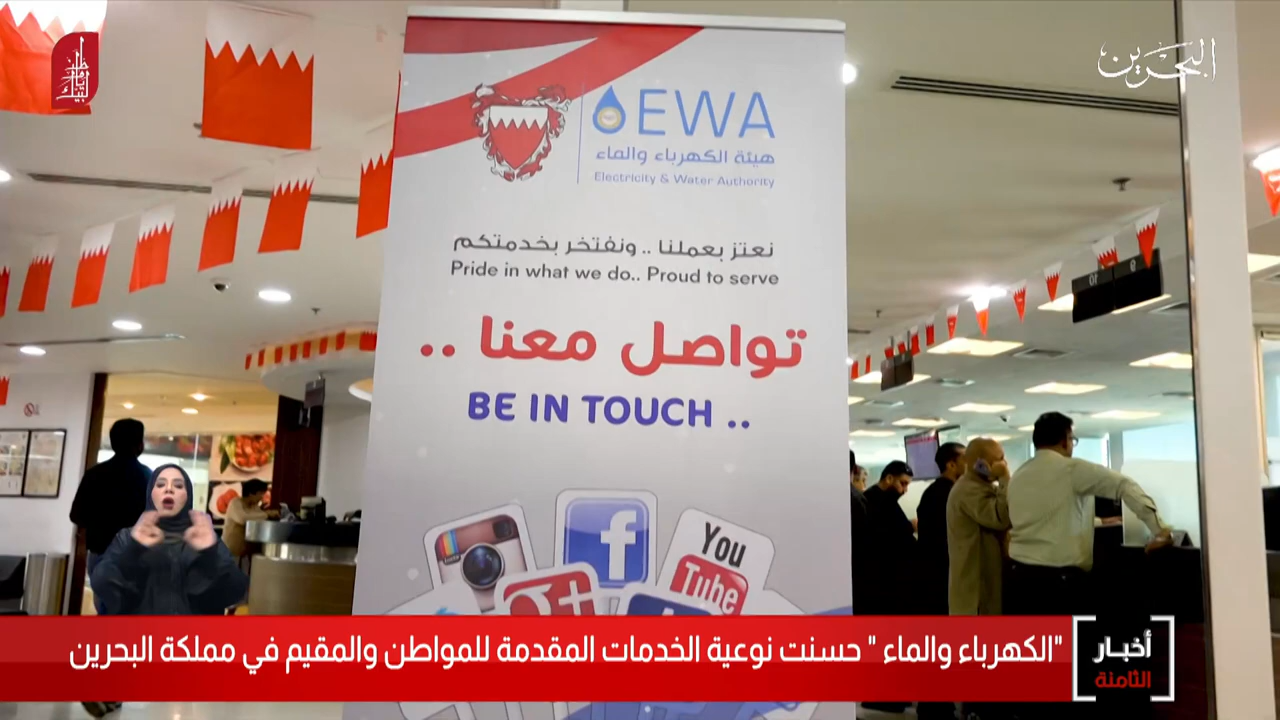 البحرين
EWA
هيئة الكهرباء والماء
Electricity & Water Authority
نعتز بعملنا .. ونفتخر بخدمتكم
Pride in what we do.. Proud to serve
تواصل معنا ..
BE IN TOUCH ..
You
Tube
f
g+
10
9
أخبار
الثامنة
"الكهرباء والماء " حسنت نوعية الخدمات المقدمة للمواطن والمقيم في مملكة البحرين